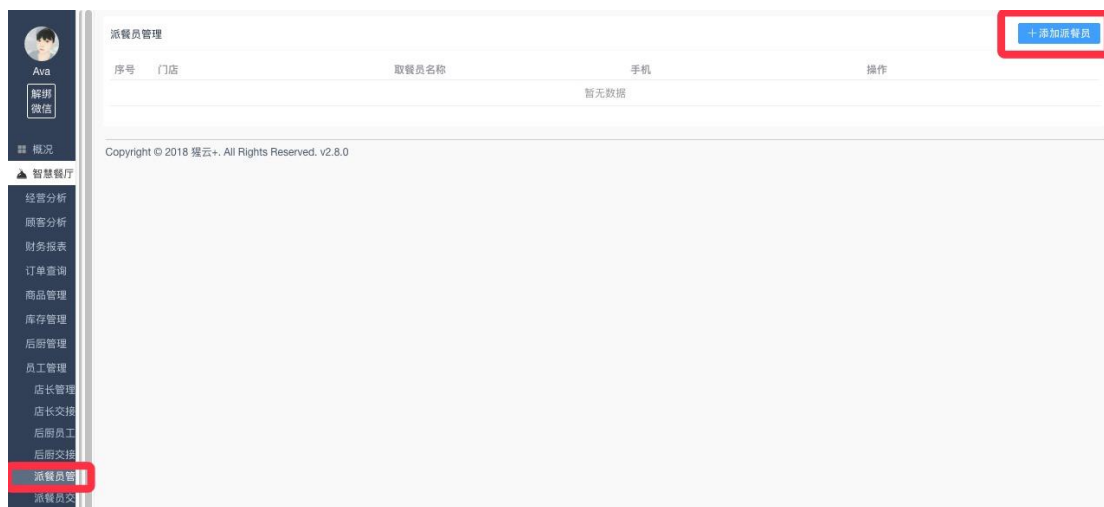 派餐员管理
＋添加派餐员
序号 门店 取餐员名称 手机 操作
暂无数据
Copyright © 2018 猩云+. All Rights Reserved. v2.8.0
Ava
解绑
微信
概况
智慧餐厅
经营分析
顾客分析
财务报表
订单查询
商品管理
库存管理
后厨管理
员工管理
店长管理
店长交接
后厨员工
后厨交接
派餐员管
派餐员交